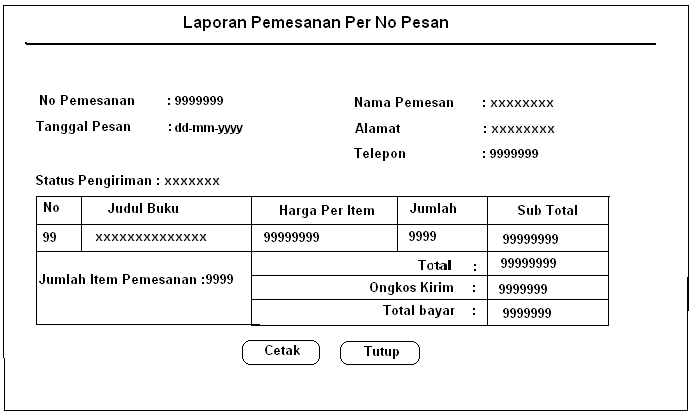 Laporan Pemesanan Per No Pesan
No Pemesanan : 9999999 Nama Pemesan : xxxxxxxx
Tanggal Pesan : dd-mm-yyyy Alamat : xxxxxxxx
Telepon : 9999999
Status Pengiriman : xxxxxxx
No Judul Buku Harga Per Item Jumlah Sub Total
99 xxxxxxxxxxxxxx 99999999 9999 99999999
Total : 99999999
Jumlah Item Pemesanan :9999 Ongkos Kirim : 9999999
Total bayar : 9999999
Cetak Tutup